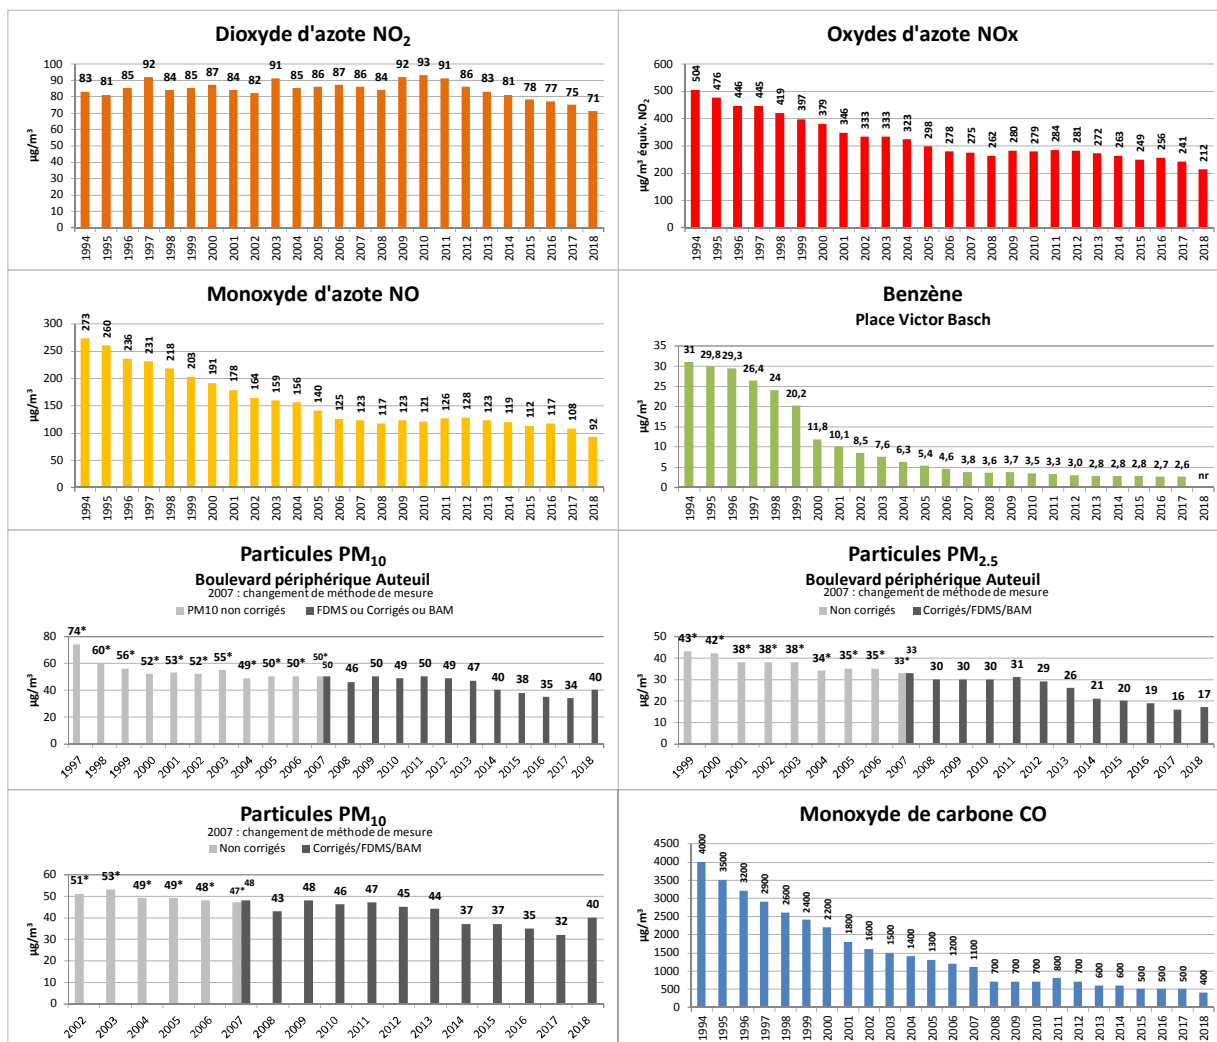 Dioxyde d'azote NO2
µg/m³
100
90
80
70
60
50
40
30
20
10
0
83 81 85 92 84 85 87 84 82 91 85 86 87 86 84 92 93 91 86 83 81 78 77 75 71
1994 1995 1996 1997 1998 1999 2000 2001 2002 2003 2004 2005 2006 2007 2008 2009 2010 2011 2012 2013 2014 2015 2016 2017 2018
Oxydes d'azote NOx
µg/m³ équiv. NO2
600
500
400
300
200
100
0
504 476 446 445 419 397 379 346 333 333 323 298 278 275 262 280 279 284 281 272 263 249 256 241 212
1994 1995 1996 1997 1998 1999 2000 2001 2002 2003 2004 2005 2006 2007 2008 2009 2010 2011 2012 2013 2014 2015 2016 2017 2018
Monoxyde d'azote NO
µg/m³
300
250
200
150
100
50
0
273 260 236 231 218 203 191 178 164 159 156 140 125 123 117 123 121 126 128 123 119 112 117 108 92
1994 1995 1996 1997 1998 1999 2000 2001 2002 2003 2004 2005 2006 2007 2008 2009 2010 2011 2012 2013 2014 2015 2016 2017 2018
Benzène
Place Victor Basch
µg/m³
35
30
25
20
15
10
5
0
31 29,8 29,3 26,4 24 20,2 11,8 10,1 8,5 7,6 6,3 5,4 4,6 3,8 3,6 3,7 3,5 3,3 3,0 2,8 2,8 2,8 2,7 2,6 nr
1994 1995 1996 1997 1998 1999 2000 2001 2002 2003 2004 2005 2006 2007 2008 2009 2010 2011 2012 2013 2014 2015 2016 2017 2018
Particules PM10
Boulevard périphérique Auteuil
2007 : changement de méthode de mesure
PM10 non corrigés FDMS ou Corrigés ou BAM
µg/m³
80
60
40
20
0
74* 60* 56* 52* 53* 52* 55* 49* 50* 50* 50* 50 46 50 49 50 49 47 40 38 35 34 40
1997 1998 1999 2000 2001 2002 2003 2004 2005 2006 2007 2008 2009 2010 2011 2012 2013 2014 2015 2016 2017 2018
Particules PM2.5
Boulevard périphérique Auteuil
2007 : changement de méthode de mesure
Non corrigés Corrigés/FDMS/BAM
µg/m³
50
40
30
20
10
0
43* 42* 38* 38* 38* 34* 35* 35* 33* 33 30 30 30 31 29 26 21 20 19 16 17
1999 2000 2001 2002 2003 2004 2005 2006 2007 2008 2009 2010 2011 2012 2013 2014 2015 2016 2017 2018
Particules PM10
2007 : changement de méthode de mesure
Non corrigés Corrigés/FDMS/BAM
µg/m³
60
50
40
30
20
10
0
51* 53* 49* 49* 48* 47* 48 43 48 46 47 45 44 37 37 35 32 40
2002 2003 2004 2005 2006 2007 2008 2009 2010 2011 2012 2013 2014 2015 2016 2017 2018
Monoxyde de carbone CO
µg/m³
4500
4000
3500
3000
2500
2000
1500
1000
500
0
4000 3500 3200 2900 2600 2400 2200 1800 1600 1500 1400 1300 1200 1100 700 700 700 800 700 600 600 500 500 500 400
1994 1995 1996 1997 1998 1999 2000 2001 2002 2003 2004 2005 2006 2007 2008 2009 2010 2011 2012 2013 2014 2015 2016 2017 2018